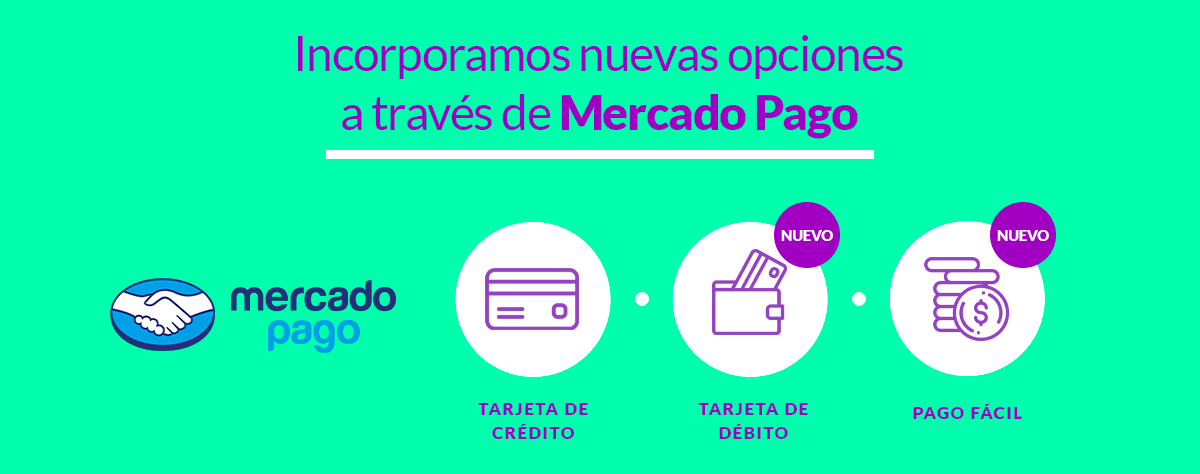 Incorporamos nuevas opciones
a través de Mercado Pago
mercado
pago
NUEVO
NUEVO
$
TARJETA DE
CRÉDITO
TARJETA DE
DÉBITO
PAGO FÁCIL